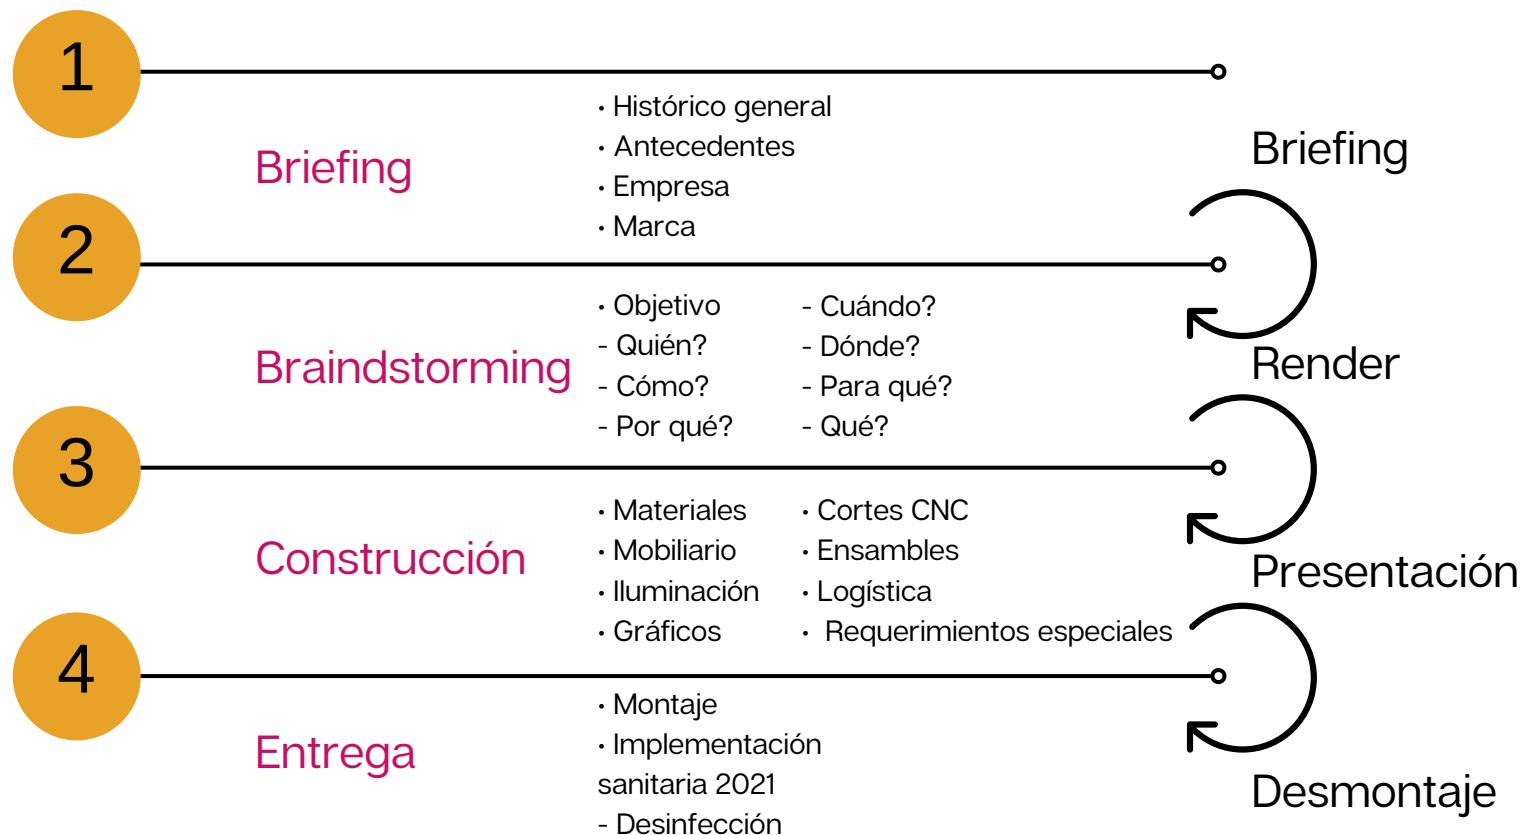 1
Briefing
· Histórico general
· Antecedentes
· Empresa
· Marca
Briefing
2
Braindstorming
· Objetivo
- Quién?
- Cómo?
- Por qué?
- Cuándo?
- Dónde?
- Para qué?
- Qué?
Render
3
Construcción
· Materiales
· Mobiliario
· Iluminación
· Gráficos
· Cortes CNC
· Ensambles
· Logística
· Requerimientos especiales
Presentación
4
Entrega
· Montaje
· Implementación
sanitaria 2021
- Desinfección
Desmontaje